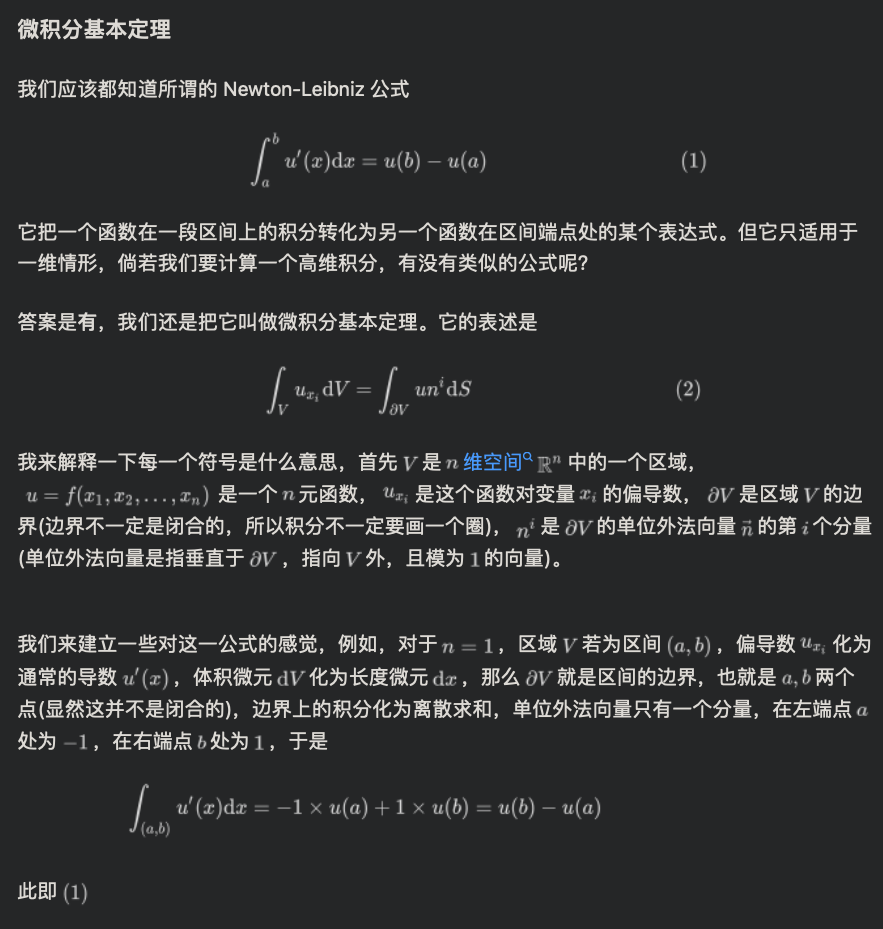 微积分基本定理
我们应该都知道所谓的 Newton-Leibniz 公式
$\int_a^b u'(x)\mathrm{d}x = u(b) - u(a)$ (1)
它把一个函数在一段区间上的积分转化为另一个函数在区间端点处的某个表达式。但它只适用于
一维情形，倘若我们要计算一个高维积分，有没有类似的公式呢？
答案是有，我们还是把它叫做微积分基本定理。它的表述是
$\int_V u_{x_i}\mathrm{d}V = \int_{\partial V} un^i\mathrm{d}S$ (2)
我来解释一下每一个符号是什么意思，首先 $V$ 是 $n$ 维空间 $\mathbb{R}^n$ 中的一个区域，
$u = f(x_1, x_2, \ldots, x_n)$ 是一个 $n$ 元函数， $u_{x_i}$ 是这个函数对变量 $x_i$ 的偏导数， $\partial V$ 是区域 $V$ 的边
界(边界不一定是闭合的，所以积分不一定要画一个圈)， $n^i$ 是 $\partial V$ 的单位外法向量 $\vec{n}$ 的第 $i$ 个分量
(单位外法向量是指垂直于 $\partial V$ ，指向 $V$ 外，且模为 $1$ 的向量)。
我们来建立一些对这一公式的感觉，例如，对于 $n = 1$ ，区域 $V$ 若为区间 $(a, b)$ ，偏导数 $u_{x_i}$ 化为
通常的导数 $u'(x)$ ，体积微元 $\mathrm{d}V$ 化为长度微元 $\mathrm{d}x$ ，那么 $\partial V$ 就是区间的边界，也就是 $a, b$ 两个
点(显然这并不是闭合的)，边界上的积分化为离散求和，单位外法向量只有一个分量，在左端点 $a$
处为 $-1$ ，在右端点 $b$ 处为 $1$ ，于是
$\int_{(a,b)} u'(x)\mathrm{d}x = -1 \times u(a) + 1 \times u(b) = u(b) - u(a)$
此即 (1)